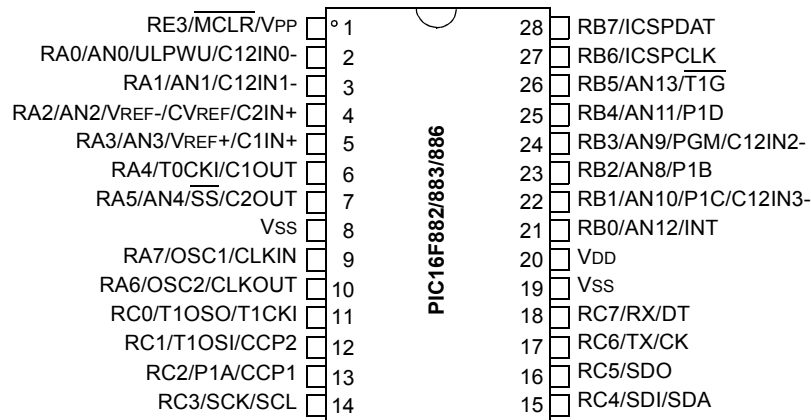 RE3/MCLR/VPP 1 28 RB7/ICSPDAT
RA0/AN0/ULPWU/C12IN0- 2 27 RB6/ICSPCLK
RA1/AN1/C12IN1- 3 26 RB5/AN13/T1G
RA2/AN2/VREF-/CVREF/C2IN+ 4 25 RB4/AN11/P1D
RA3/AN3/VREF+/C1IN+ 5 24 RB3/AN9/PGM/C12IN2-
RA4/T0CKI/C1OUT 6 23 RB2/AN8/P1B
RA5/AN4/SS/C2OUT 7 22 RB1/AN10/P1C/C12IN3-
VSS 8 21 RB0/AN12/INT
RA7/OSC1/CLKIN 9 20 VDD
RA6/OSC2/CLKOUT 10 19 VSS
RC0/T1OSO/T1CKI 11 18 RC7/RX/DT
RC1/T1OSI/CCP2 12 17 RC6/TX/CK
RC2/P1A/CCP1 13 16 RC5/SDO
RC3/SCK/SCL 14 15 RC4/SDI/SDA
PIC16F882/883/886